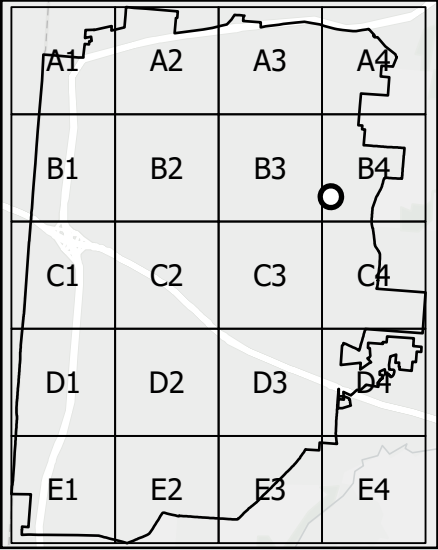 A1 A2 A3 A4
B1 B2 B3 B4
C1 C2 C3 C4
D1 D2 D3 D4
E1 E2 E3 E4